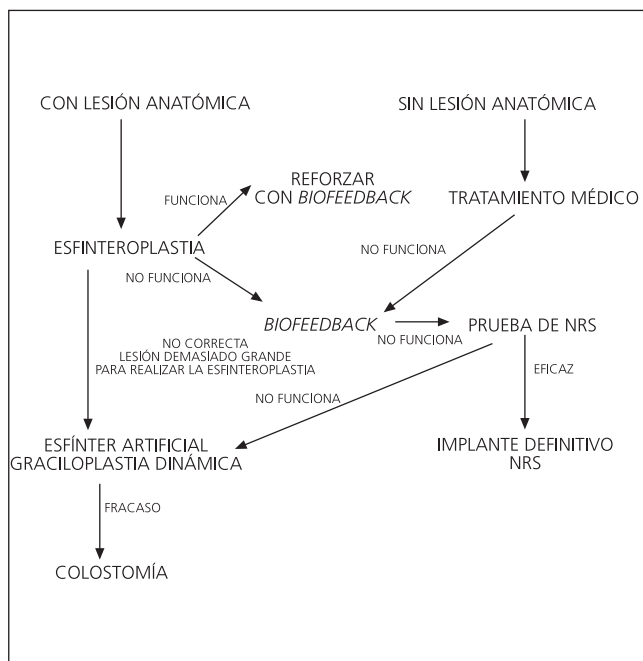 CON LESIÓN ANATÓMICA
SIN LESIÓN ANATÓMICA
FUNCIONA
REFORZAR
CON BIOFEEDBACK
TRATAMIENTO MÉDICO
ESFINTEROPLASTIA
NO FUNCIONA
NO FUNCIONA
BIOFEEDBACK
NO FUNCIONA
PRUEBA DE NRS
NO CORRECTA
LESIÓN DEMASIADO GRANDE
PARA REALIZAR LA ESFINTEROPLASTIA
EFICAZ
NO FUNCIONA
ESFÍNTER ARTIFICIAL
GRACILOPLASTIA DINÁMICA
IMPLANTE DEFINITIVO
NRS
FRACASO
COLOSTOMÍA